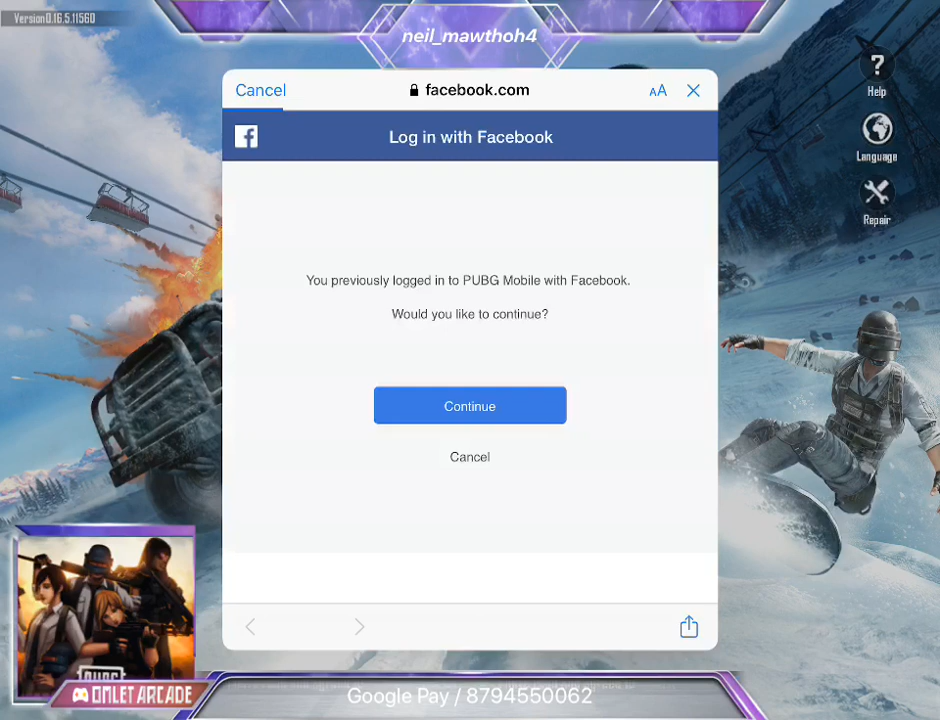 Version0.16.5.11560
neil_mawthoh4
Cancel
facebook.com
AA
Help
Language
Repair
f
Log in with Facebook
You previously logged in to PUBG Mobile with Facebook.
Would you like to continue?
Continue
Cancel
PUBG
OMLET ARCADE
Google Pay / 8794550062